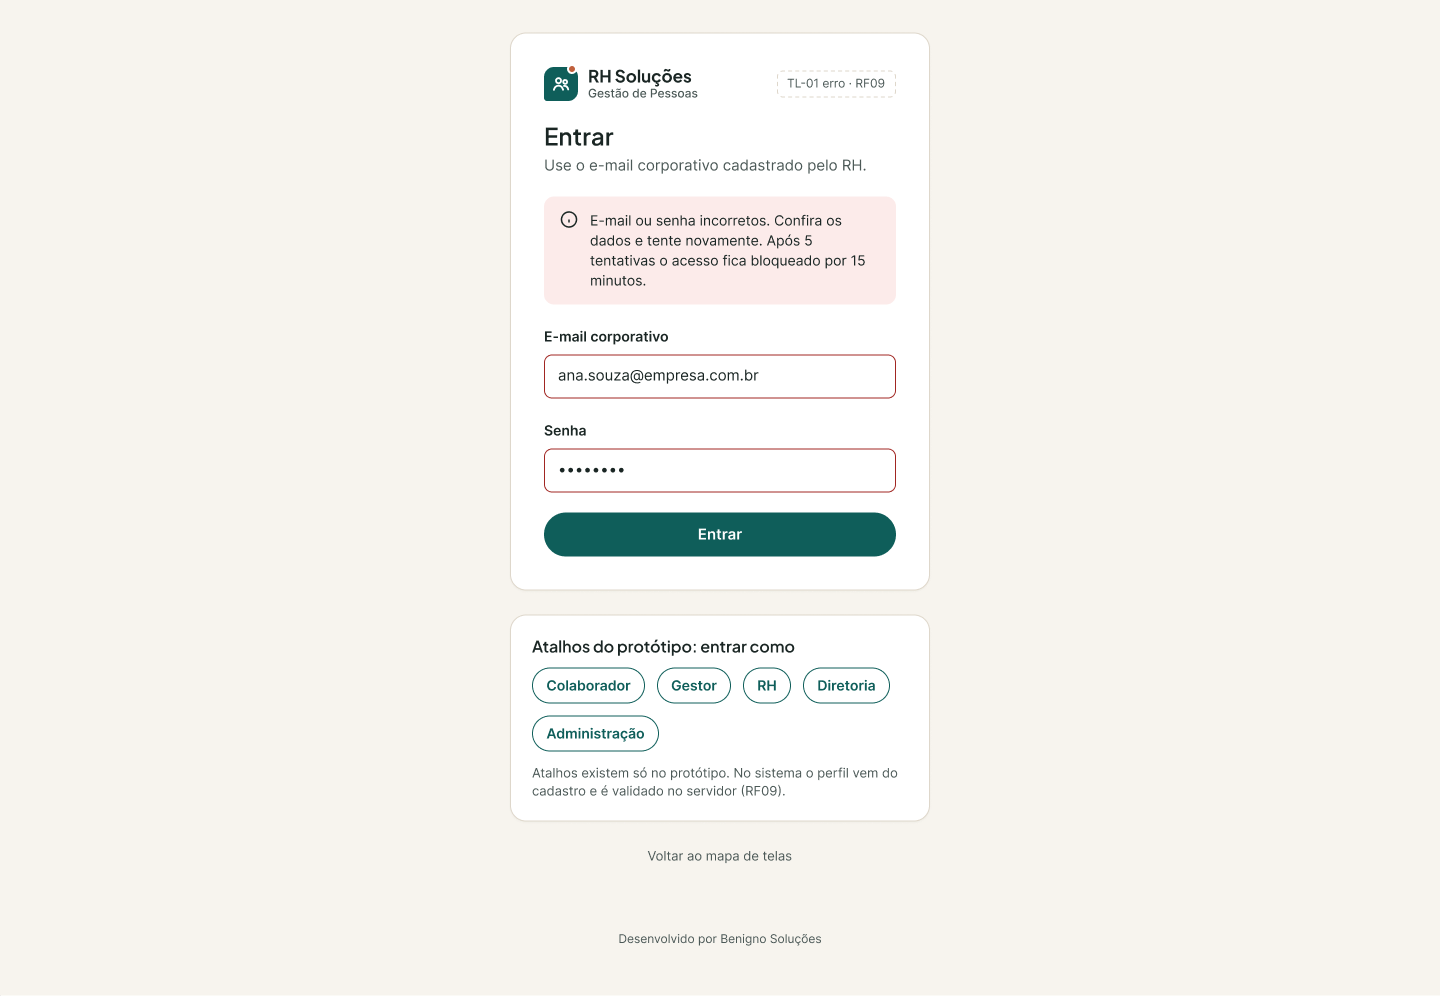 RH Soluções
Gestão de Pessoas
TL-01 erro · RF09
Entrar
Use o e-mail corporativo cadastrado pelo RH.
E-mail ou senha incorretos. Confira os
dados e tente novamente. Após 5
tentativas o acesso fica bloqueado por 15
minutos.
E-mail corporativo
ana.souza@empresa.com.br
Senha
••••••••
Entrar
Atalhos do protótipo: entrar como
Colaborador Gestor RH Diretoria
Administração
Atalhos existem só no protótipo. No sistema o perfil vem do
cadastro e é validado no servidor (RF09).
Voltar ao mapa de telas
Desenvolvido por Benigno Soluções